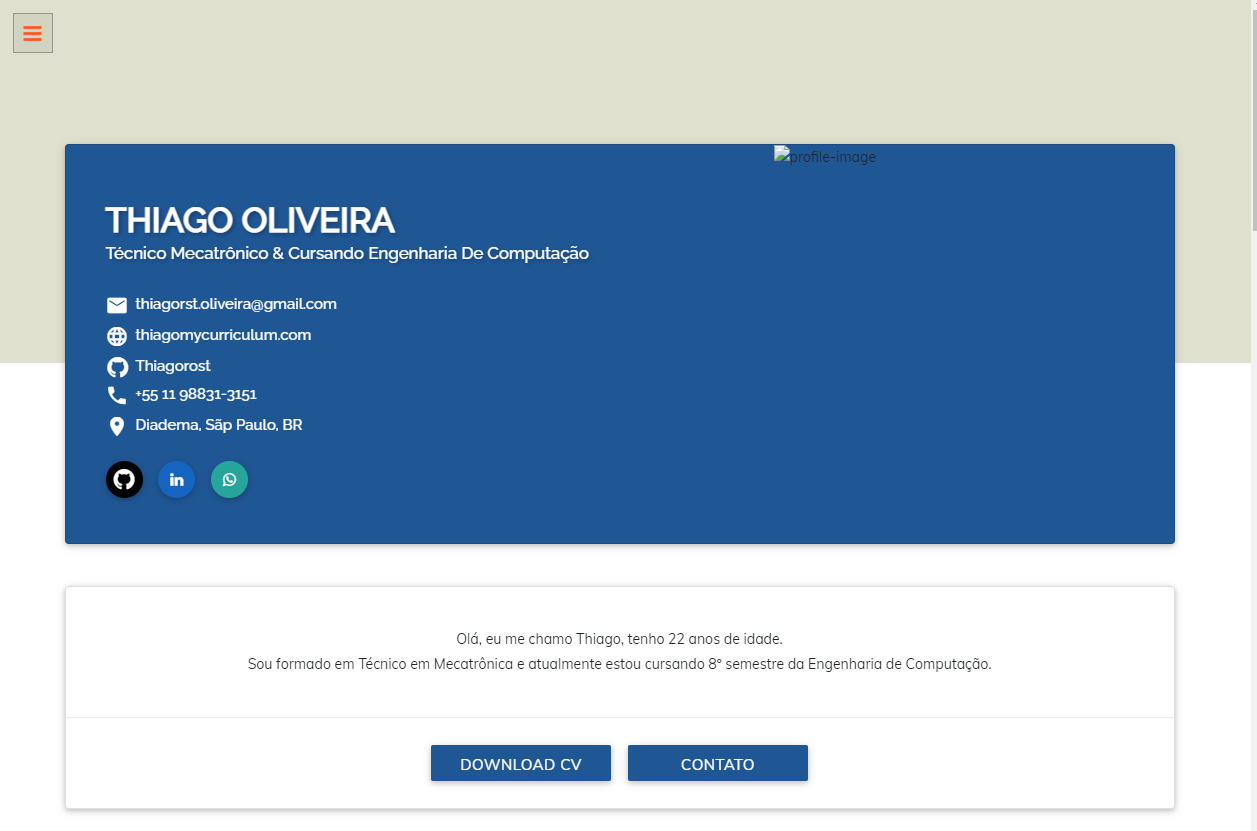 profile-image
THIAGO OLIVEIRA
Técnico Mecatrônico & Cursando Engenharia De Computação
thiagorst.oliveira@gmail.com
thiagomycurriculum.com
Thiagorost
+55 11 98831-3151
Diadema, Sãp Paulo, BR
in
Olá, eu me chamo Thiago, tenho 22 anos de idade.
Sou formado em Técnico em Mecatrônica e atualmente estou cursando 8º semestre da Engenharia de Computação.
DOWNLOAD CV
CONTATO